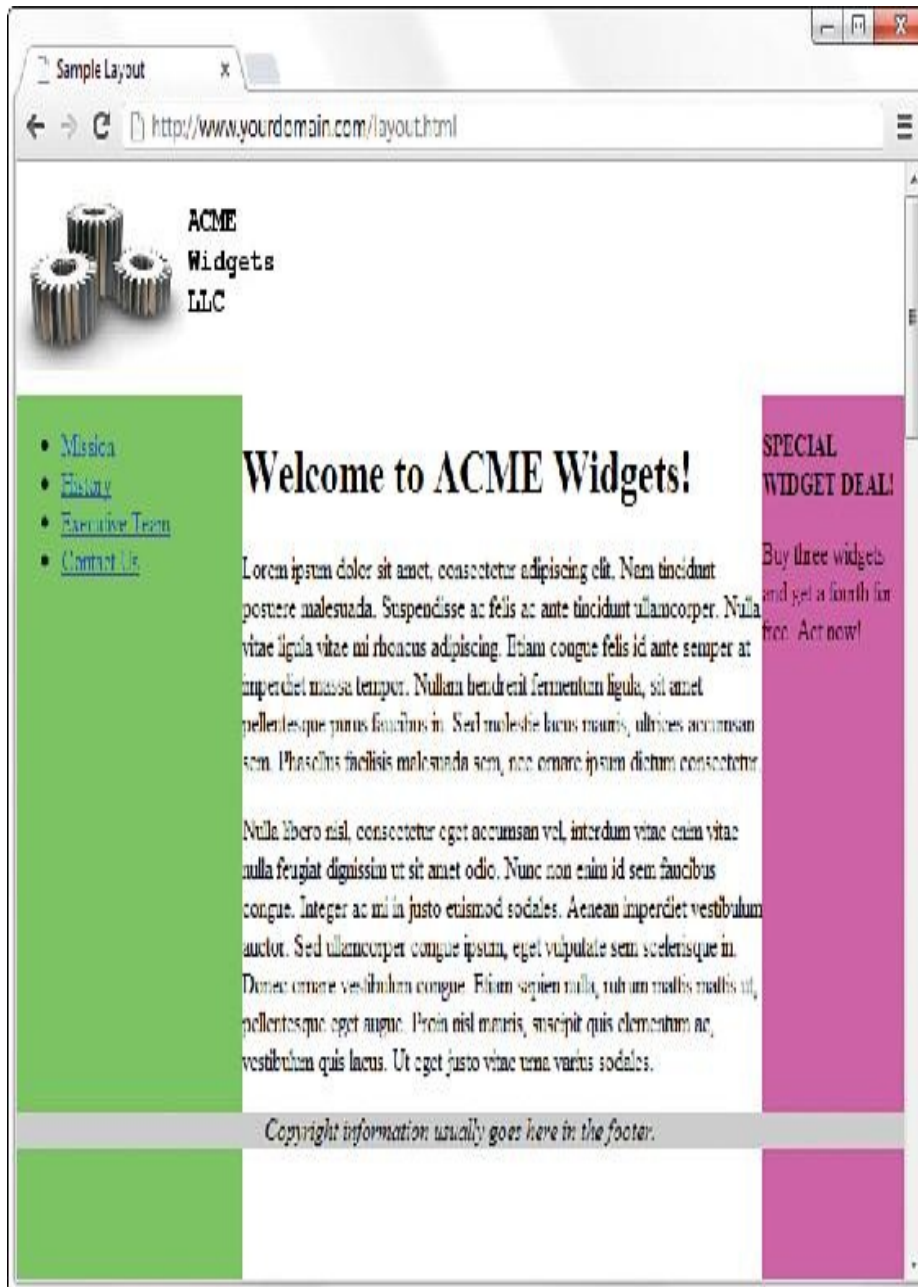 Sample Layout
http://www.yourdomain.com/layout.html
ACME
Widgets
LLC
Mission
History
Executive Team
Contact Us
Welcome to ACME Widgets!
Lorem ipsum dolor sit amet, consectetur adipiscing elit. Nam tincidunt
posuere malesuada. Suspendisse ac felis ac ante tincidunt ullamcorper. Nulla
vitae ligula vitae mi rhoncus adipiscing. Etiam congue felis id ante semper at
imperdiet massa tempor. Nullam hendrerit fermentum ligula, sit amet
pellentesque purus faucibus in. Sed molestie lacus mauris, ultrices accumsan
sem. Phasellus facilisis malesuada sem, nec ornare ipsum dictum consectetur.
Nulla libero nisl, consectetur eget accumsan vel, interdum vitae enim vitae
nulla feugiat dignissim ut sit amet odio. Nunc non enim id sem faucibus
congue. Integer ac mi in justo euismod sodales. Aenean imperdiet vestibulum
auctor. Sed ullamcorper congue ipsum, eget vulputate sem scelerisque in.
Donec ornare vestibulum congue. Etiam sapien nulla, rutrum mattis mattis ut,
pellentesque eget augue. Proin nisl mauris, suscipit quis elementum ac,
vestibulum quis lacus. Ut eget justo vitae urna varius sodales.
SPECIAL
WIDGET DEAL!
Buy three widgets
and get a fourth for
free. Act now!
Copyright information usually goes here in the footer.